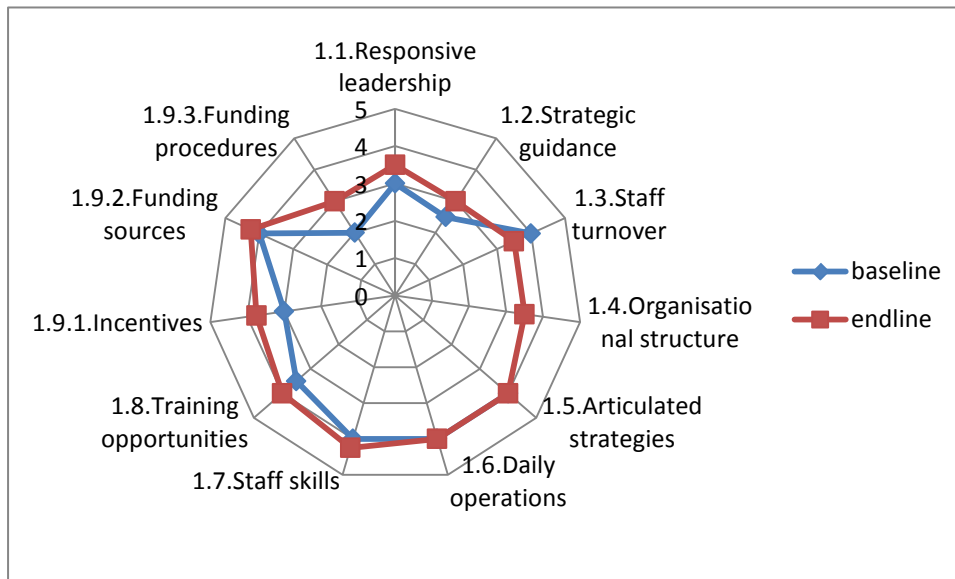 1.1.Responsive
leadership
1.2.Strategic
guidance
1.3.Staff
turnover
1.4.Organisatio
nal structure
1.5.Articulated
strategies
1.6.Daily
operations
1.7.Staff skills
1.8.Training
opportunities
1.9.1.Incentives
1.9.2.Funding
sources
1.9.3.Funding
procedures
5
4
3
2
1
0
baseline
endline